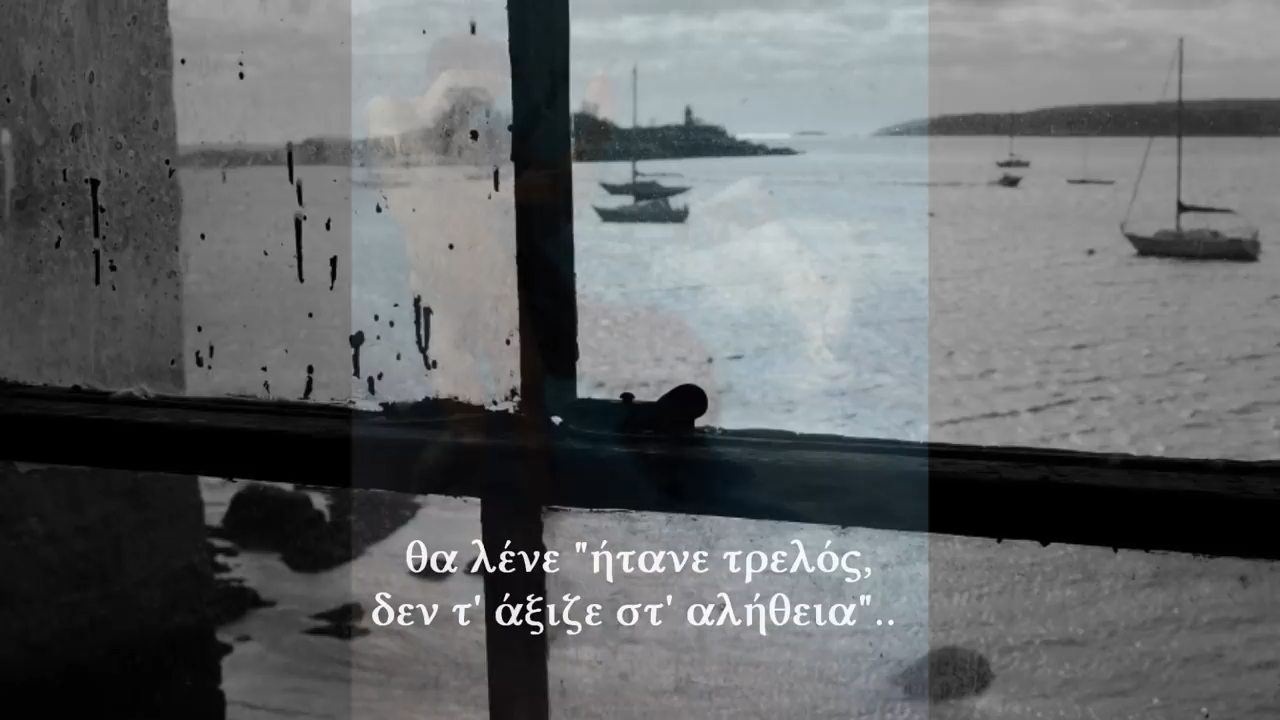 θα λένε "ήτανε τρελός,
δεν τ' άξιζε στ' αλήθεια"..